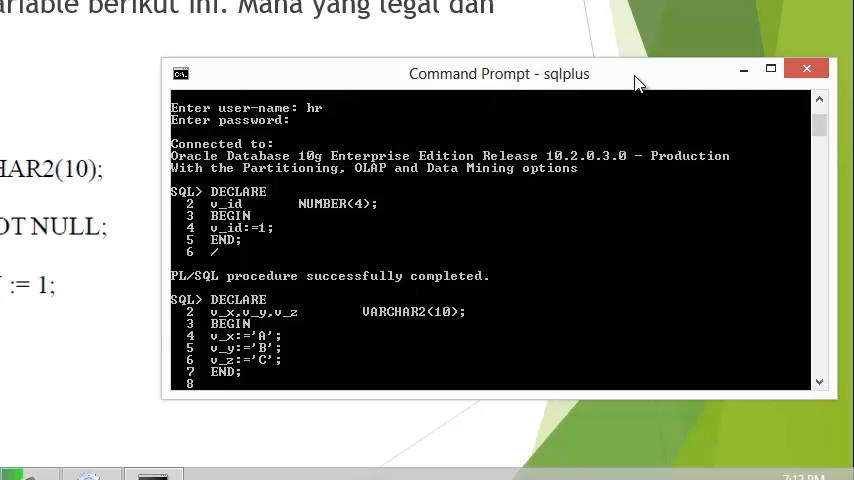 ariable berikut ini. Mana yang legal dan
HAR2(10);
OT NULL;
:= 1;
Command Prompt - sqlplus
Enter user-name: hr
Enter password:
Connected to:
Oracle Database 10g Enterprise Edition Release 10.2.0.3.0 - Production
With the Partitioning, OLAP and Data Mining options
SQL> DECLARE
2 v_id NUMBER(4);
3 BEGIN
4 v_id:=1;
5 END;
6 /
PL/SQL procedure successfully completed.
SQL> DECLARE
2 v_x,v_y,v_z VARCHAR2(10);
3 BEGIN
4 v_x:='A';
5 v_y:='B';
6 v_z:='C';
7 END;
8
7:17 PM